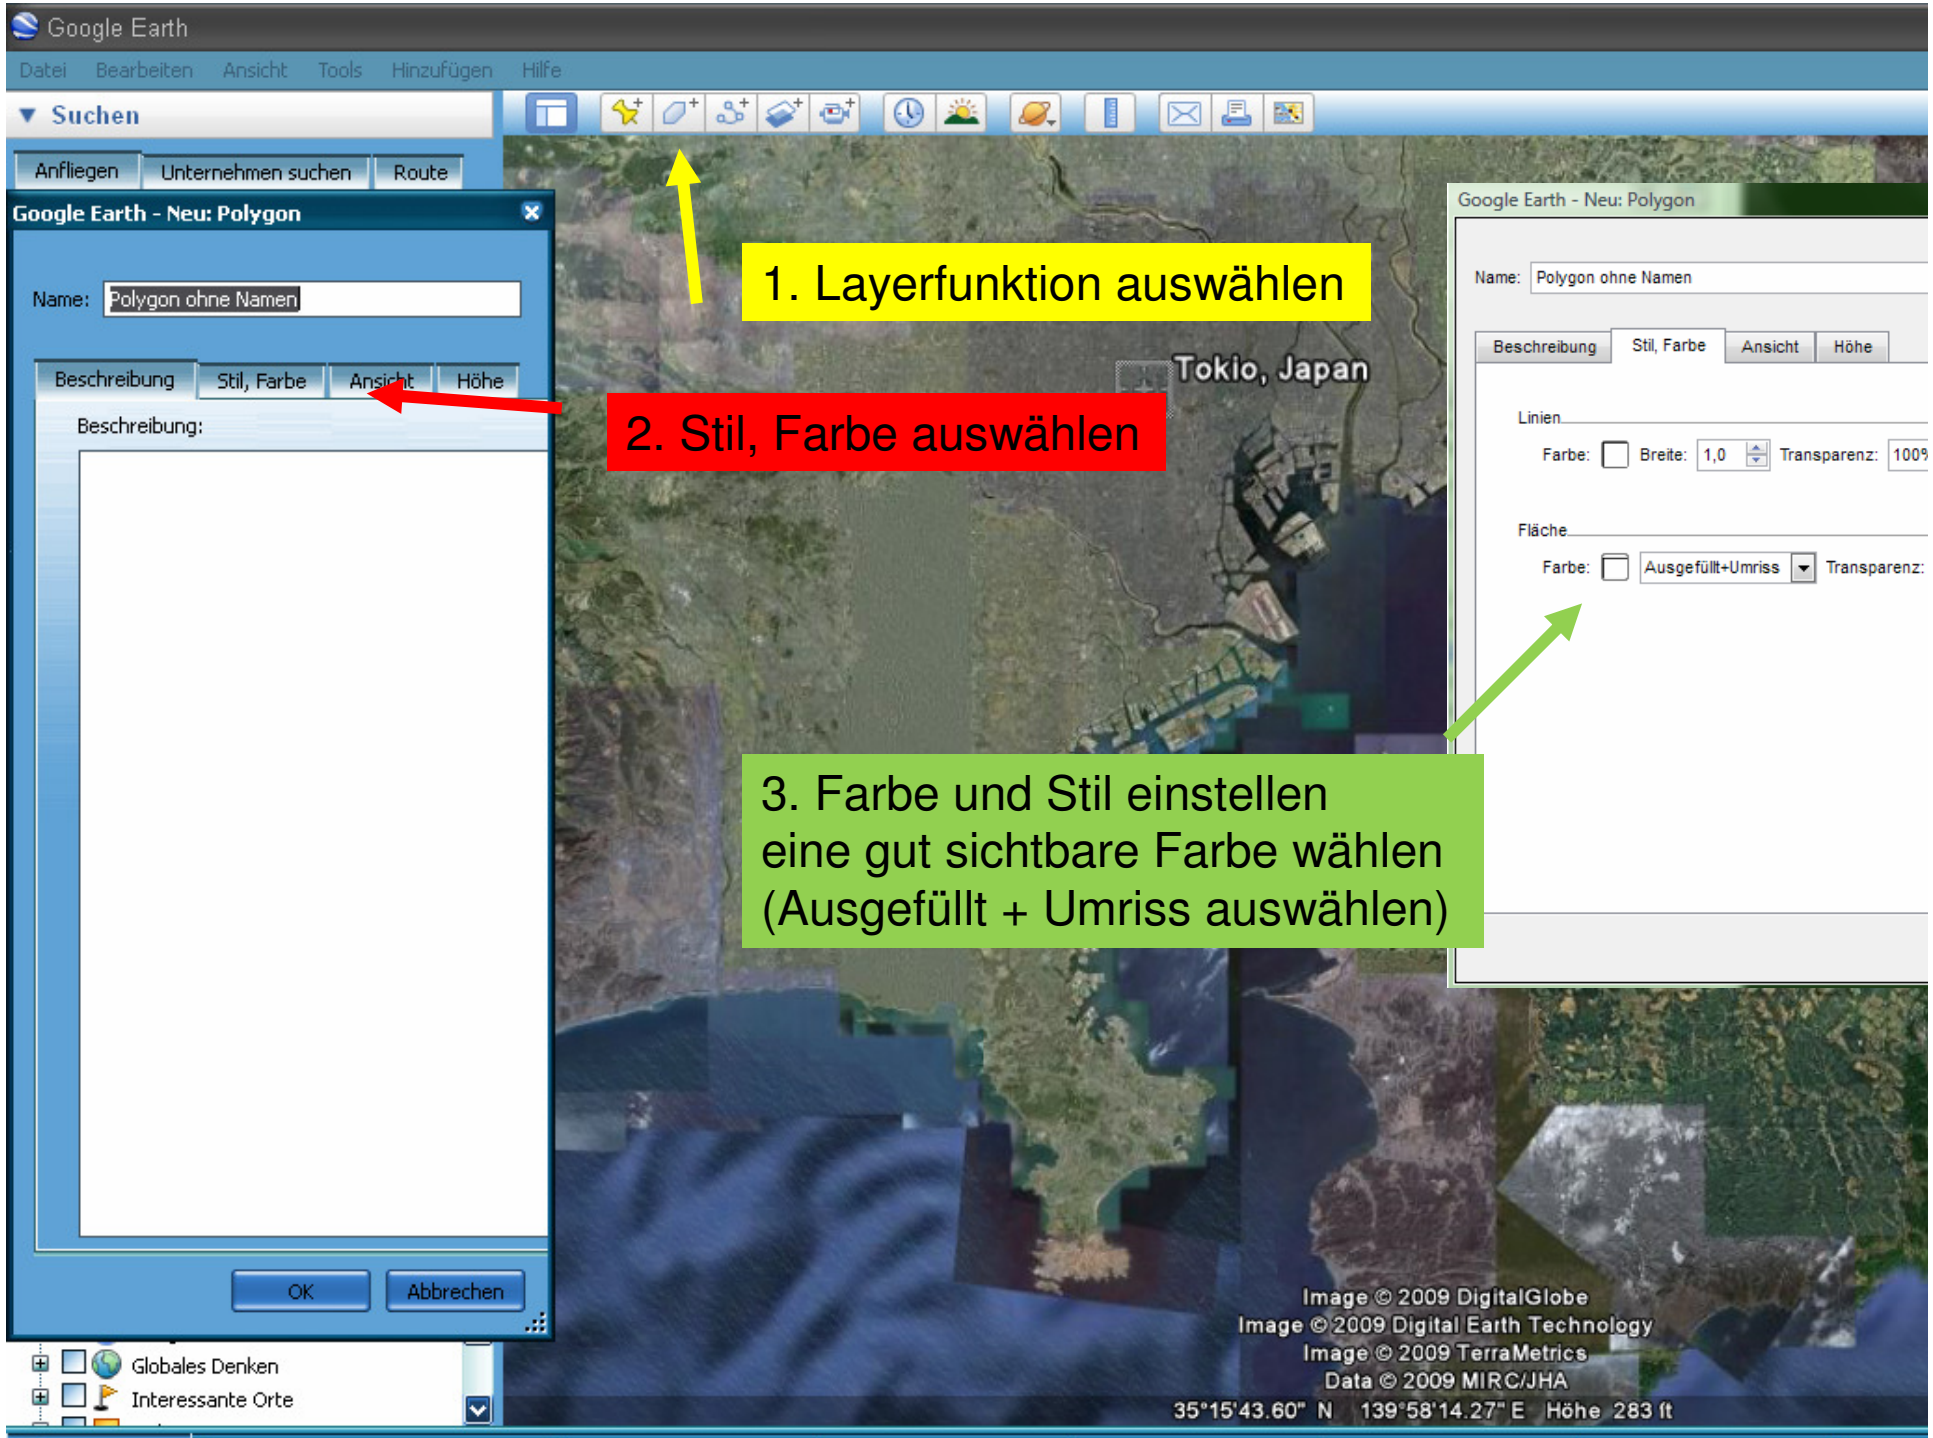 Google Earth
Datei Bearbeiten Ansicht Tools Hinzufügen Hilfe
Suchen
Anfliegen Unternehmen suchen Route
Google Earth - Neu: Polygon
Name: Polygon ohne Namen
Beschreibung Stil, Farbe Ansicht Höhe
Beschreibung:
OK Abbrechen
Globales Denken
Interessante Orte
1. Layerfunktion auswählen
Tokio, Japan
2. Stil, Farbe auswählen
3. Farbe und Stil einstellen
eine gut sichtbare Farbe wählen
(Ausgefüllt + Umriss auswählen)
Google Earth - Neu: Polygon
Name: Polygon ohne Namen
Beschreibung Stil, Farbe Ansicht Höhe
Linien
Farbe: Breite: 1,0 Transparenz: 100%
Fläche
Farbe: Ausgefüllt+Umriss Transparenz:
Image © 2009 DigitalGlobe
Image © 2009 Digital Earth Technology
Image © 2009 TerraMetrics
Data © 2009 MIRC/JHA
35°15'43.60" N 139°58'14.27" E Höhe 283 ft